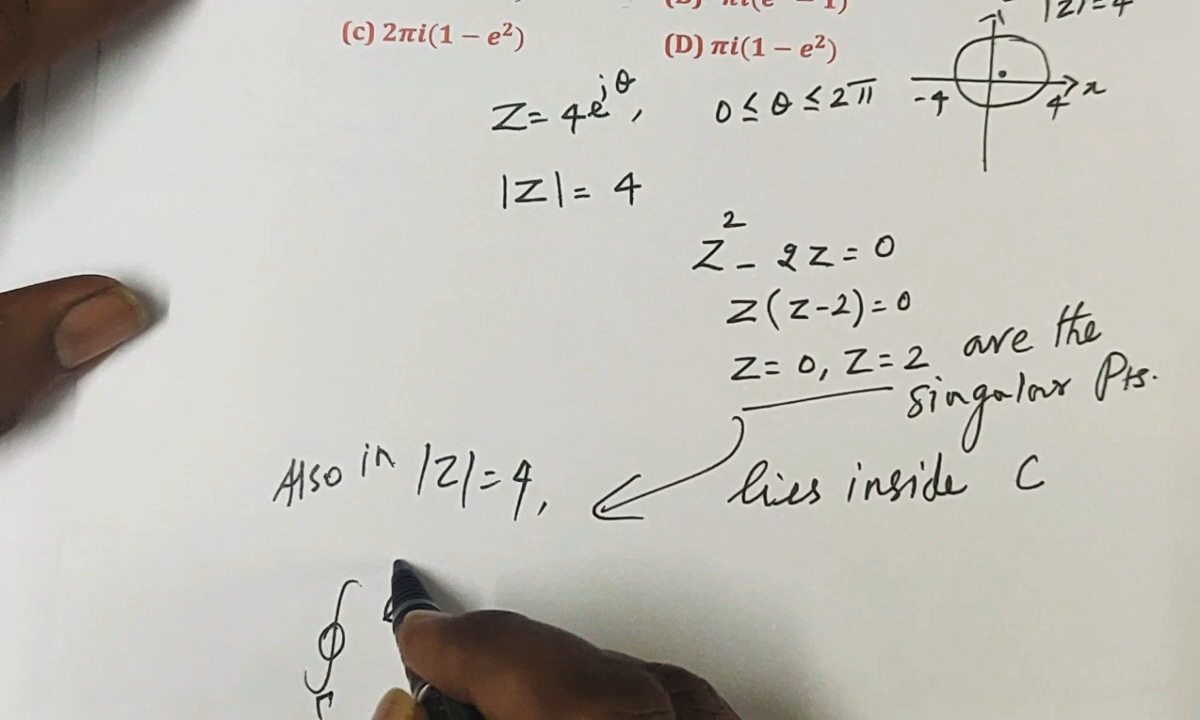 |Z|=4
(C) 2πi(1 − e²) (D) πi(1 − e²)
-4 4 x
Z = 4e^{jθ}, 0 ≤ θ ≤ 2π
|Z| = 4
Z² - 2Z = 0
Z(Z-2) = 0
Z = 0, Z = 2 are the
singular Pts.
Also in |Z| = 4, lies inside C
∮